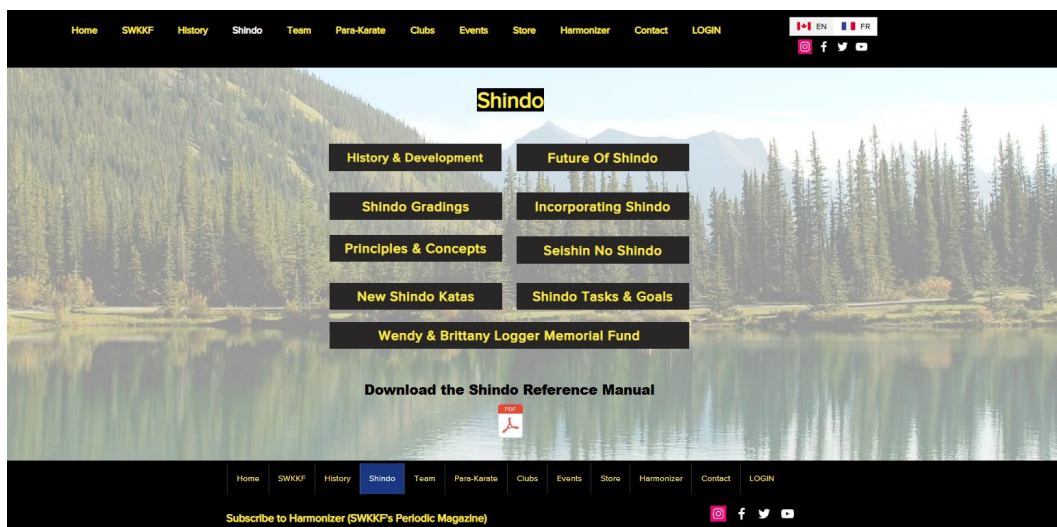 Home SWKKF History Shindo Team Para-Karate Clubs Events Store Harmonizer Contact LOGIN EN FR
Shindo
History & Development Future Of Shindo
Shindo Gradings Incorporating Shindo
Principles & Concepts Seishin No Shindo
New Shindo Katas Shindo Tasks & Goals
Wendy & Brittany Logger Memorial Fund
Download the Shindo Reference Manual
PDF
Home SWKKF History Shindo Team Para-Karate Clubs Events Store Harmonizer Contact LOGIN
Subscribe to Harmonizer (SWKKF's Periodic Magazine)